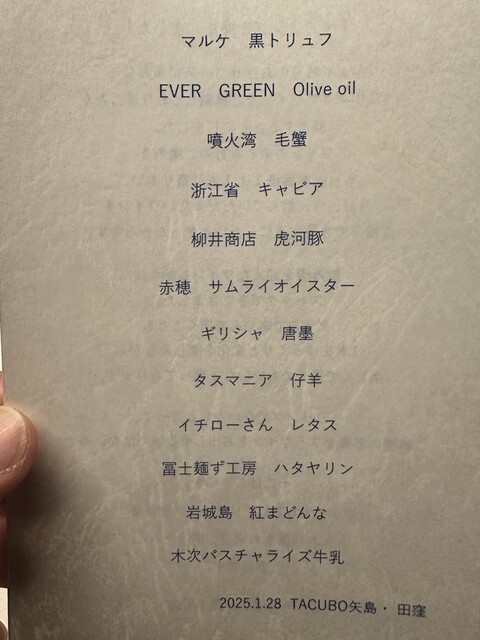 マルケ　黒トリュフ
EVER　GREEN　Olive oil
噴火湾　毛蟹
浙江省　キャビア
柳井商店　虎河豚
赤穂　サムライオイスター
ギリシャ　唐墨
タスマニア　仔羊
イチローさん　レタス
冨士麺ず工房　ハタヤリン
岩城島　紅まどんな
木次パスチャライズ牛乳
2025.1.28 TACUBO矢島・ 田窪